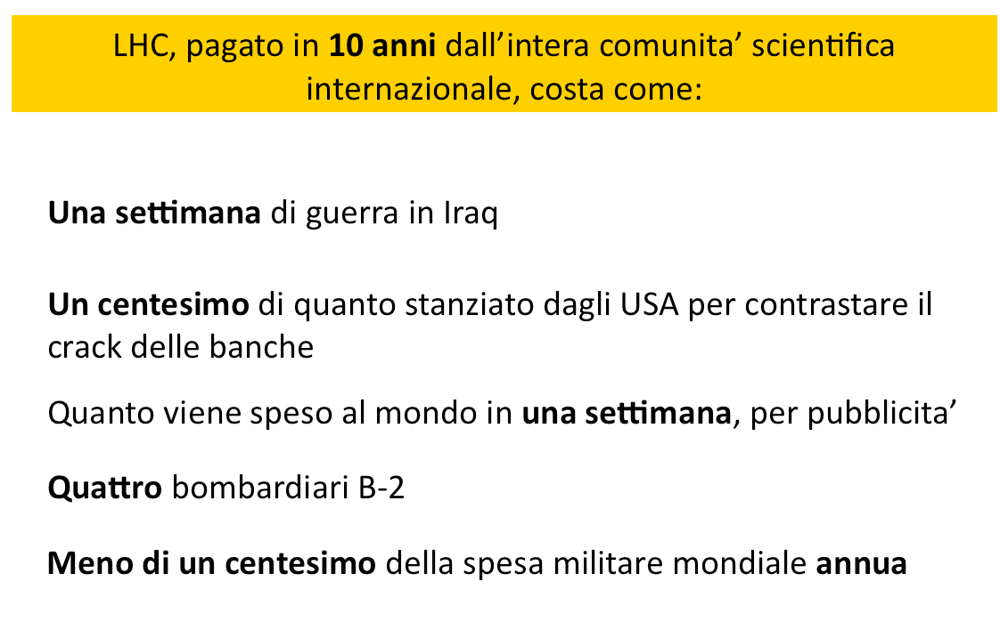 LHC, pagato in 10 anni dall’intera comunita’ scientifica
internazionale, costa come:
Una settimana di guerra in Iraq
Un centesimo di quanto stanziato dagli USA per contrastare il
crack delle banche
Quanto viene speso al mondo in una settimana, per pubblicita’
Quattro bombardiari B-2
Meno di un centesimo della spesa militare mondiale annua